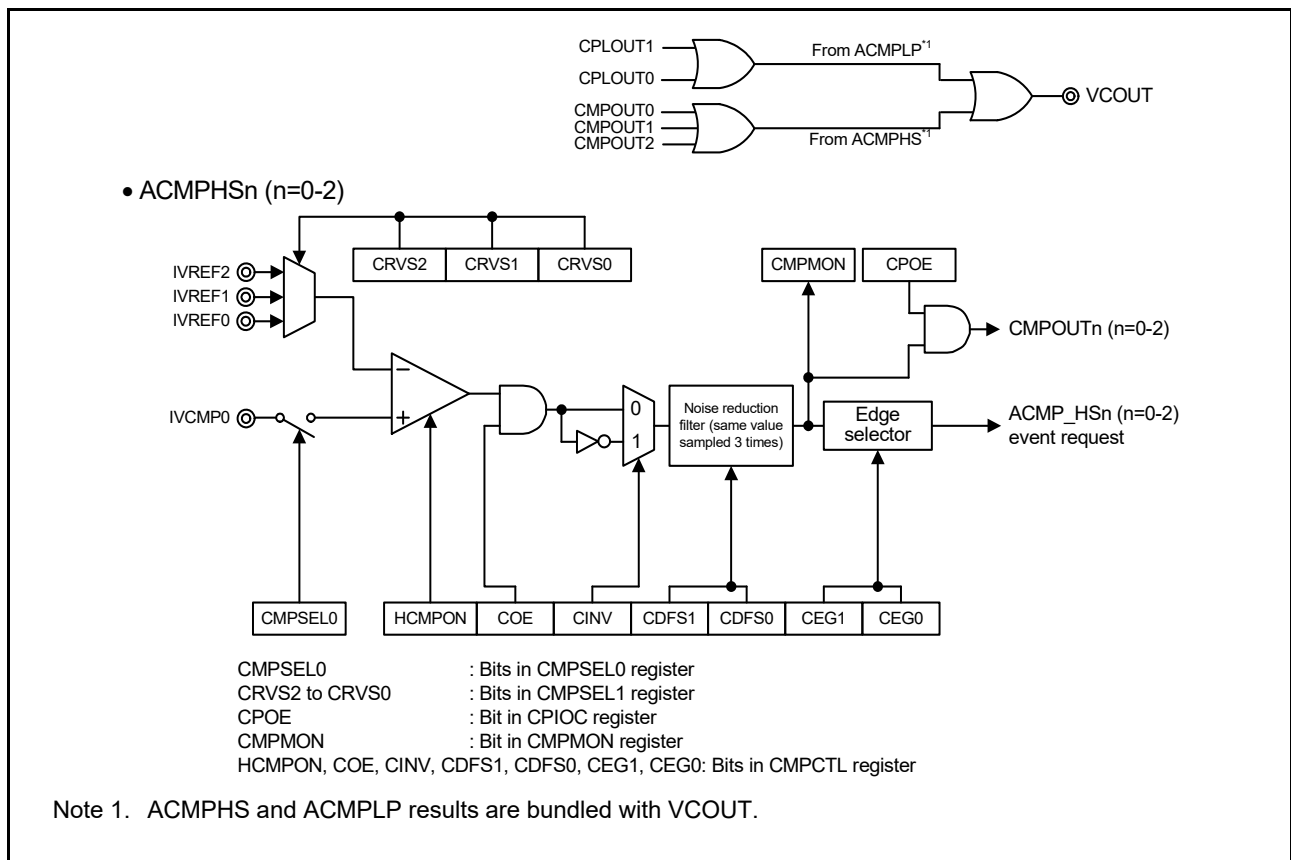 CPLOUT1
From ACMPLP*1
CPLOUT0
VCOUT
CMPOUT0
CMPOUT1
CMPOUT2
From ACMPHS*1
• ACMPHSn (n=0-2)
CRVS2 CRVS1 CRVS0
CMPMON CPOE
IVREF2
IVREF1
IVREF0
CMPOUTn (n=0-2)
−
IVCMP0
+
0
1
Noise reduction
filter (same value
sampled 3 times)
Edge
selector
ACMP_HSn (n=0-2)
event request
CMPSEL0 HCMPON COE CINV CDFS1 CDFS0 CEG1 CEG0
CMPSEL0 : Bits in CMPSEL0 register
CRVS2 to CRVS0 : Bits in CMPSEL1 register
CPOE : Bit in CPIOC register
CMPMON : Bit in CMPMON register
HCMPON, COE, CINV, CDFS1, CDFS0, CEG1, CEG0: Bits in CMPCTL register
Note 1. ACMPHS and ACMPLP results are bundled with VCOUT.